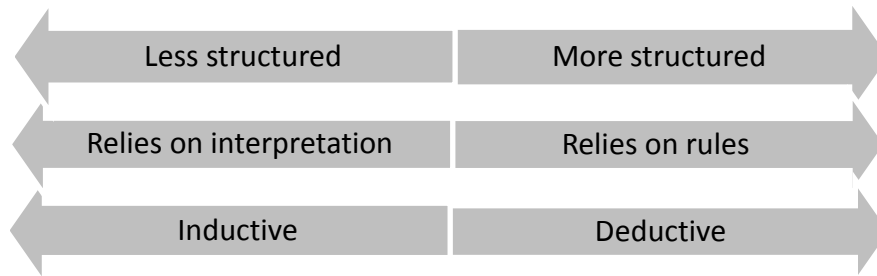 Less structured More structured
Relies on interpretation Relies on rules
Inductive Deductive